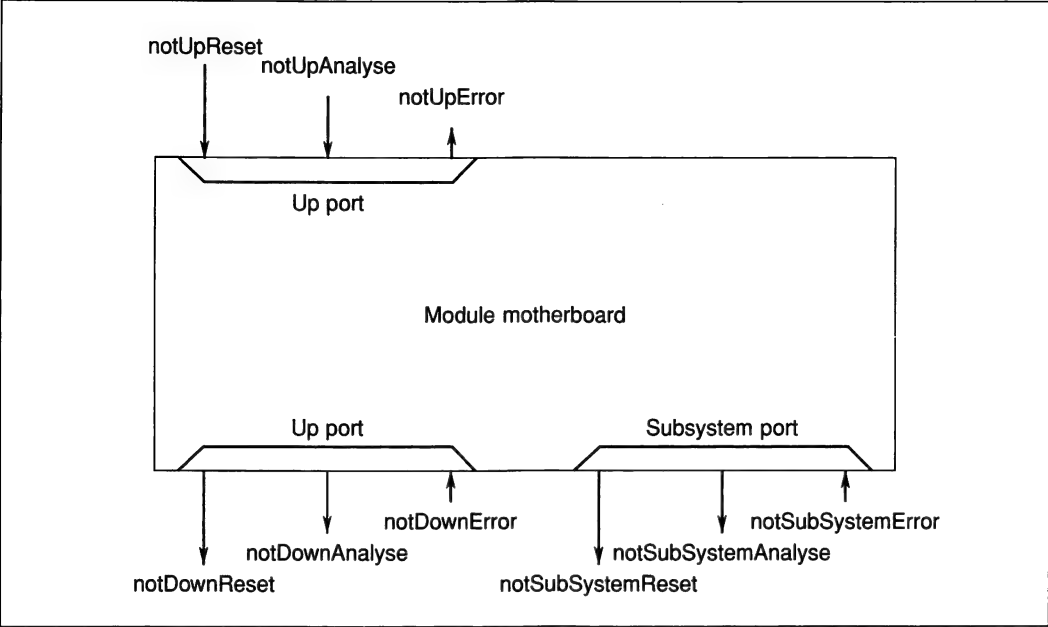 notUpReset
notUpAnalyse
notUpError
Up port
Module motherboard
Up port
Subsystem port
notDownError
notSubSystemError
notDownAnalyse
notSubSystemAnalyse
notDownReset
notSubSystemReset